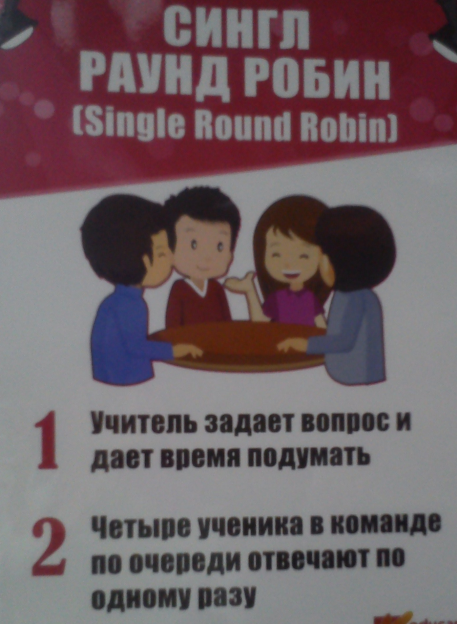 СИНГЛ
РАУНД РОБИН
(Single Round Robin)
1 Учитель задает вопрос и
дает время подумать
2 Четыре ученика в команде
по очереди отвечают по
одному разу